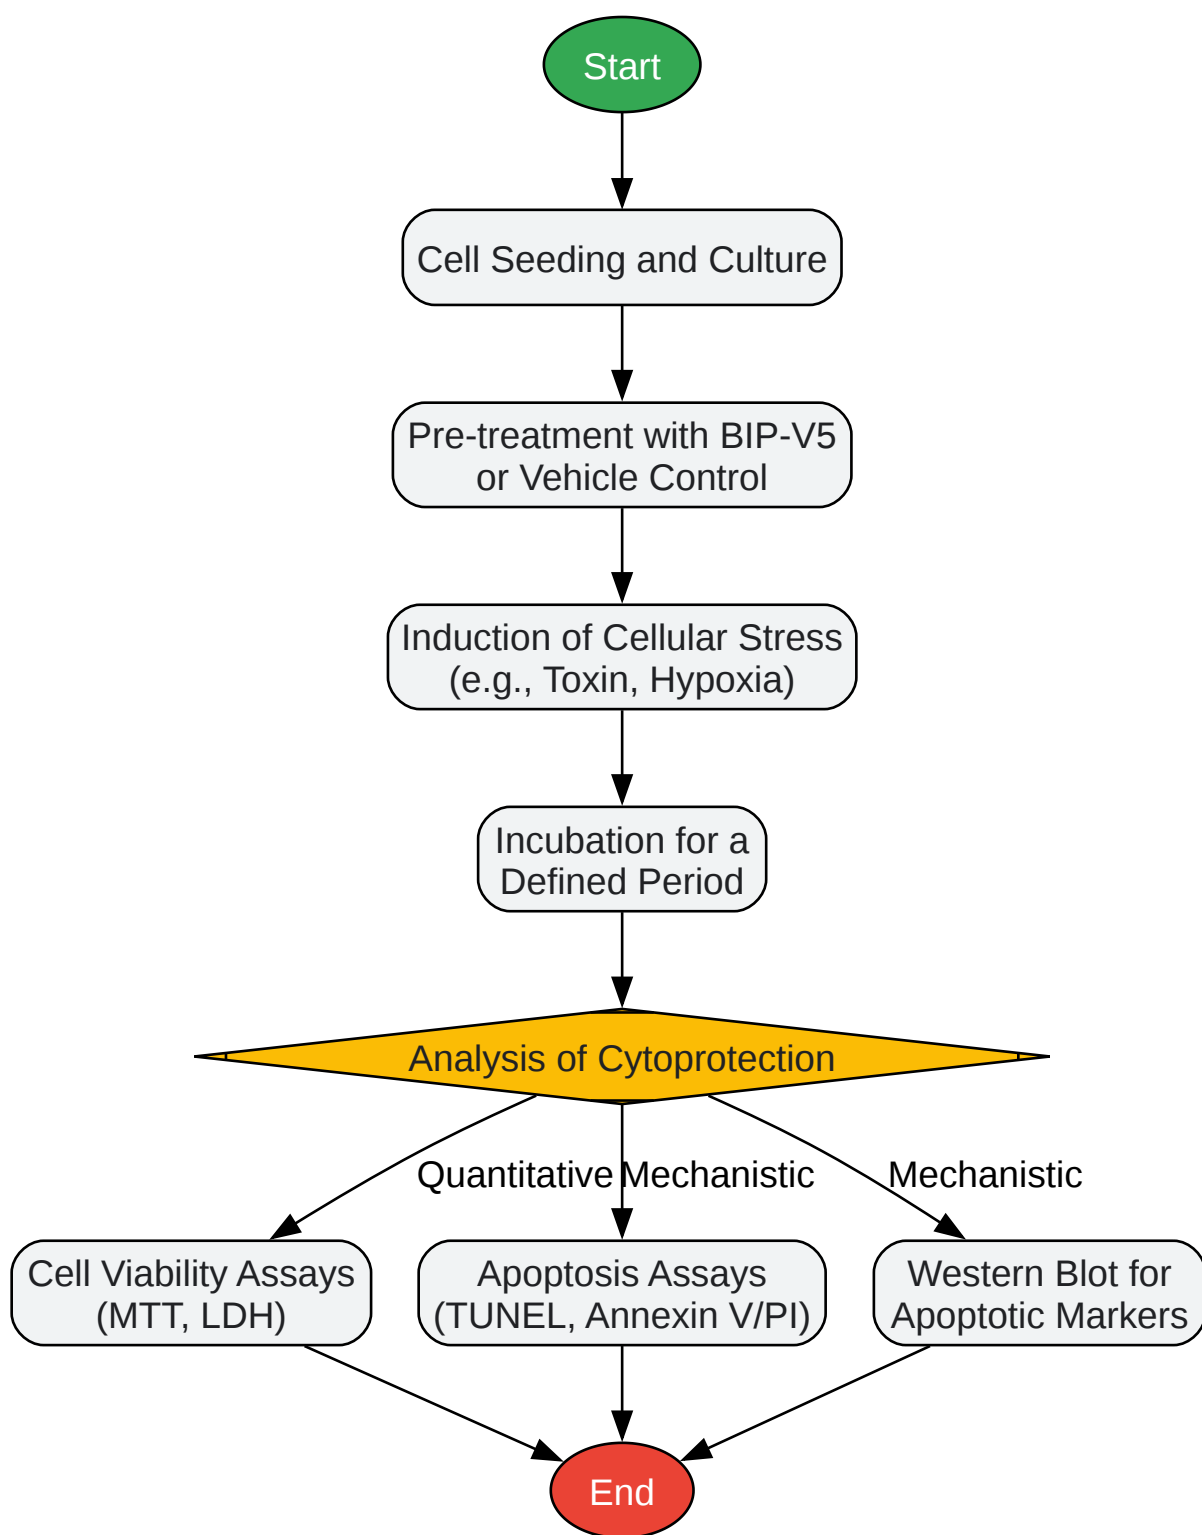 Start
Cell Seeding and Culture
Pre-treatment with BIP-V5
or Vehicle Control
Induction of Cellular Stress
(e.g., Toxin, Hypoxia)
Incubation for a
Defined Period
Analysis of Cytoprotection
Quantitative
Mechanistic
Mechanistic
Cell Viability Assays
(MTT, LDH)
Apoptosis Assays
(TUNEL, Annexin V/PI)
Western Blot for
Apoptotic Markers
End